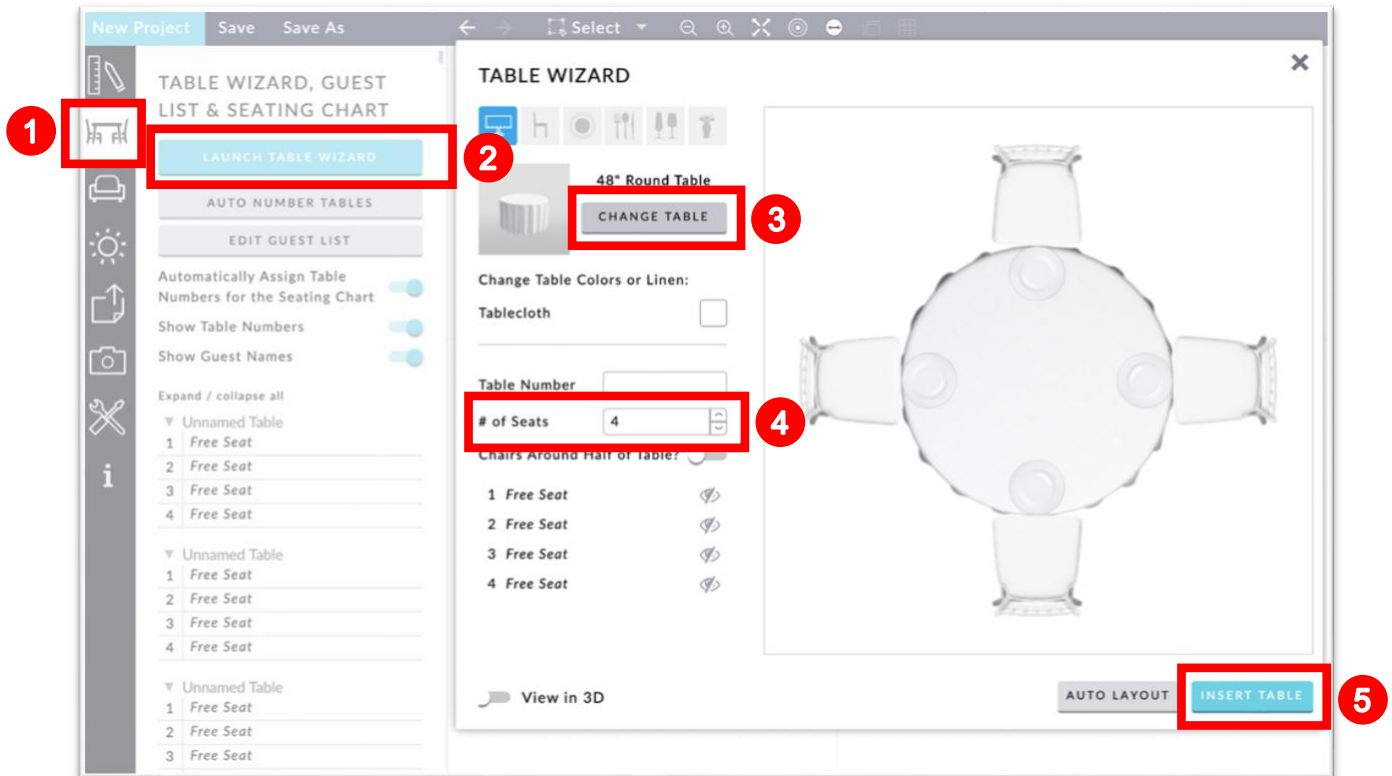 New Project Save Save As Select
TABLE WIZARD, GUEST
LIST & SEATING CHART
1
LAUNCH TABLE WIZARD
2
AUTO NUMBER TABLES
EDIT GUEST LIST
Automatically Assign Table
Numbers for the Seating Chart
Show Table Numbers
Show Guest Names
Expand / collapse all
Unnamed Table
1 Free Seat
2 Free Seat
3 Free Seat
4 Free Seat
Unnamed Table
1 Free Seat
2 Free Seat
3 Free Seat
4 Free Seat
Unnamed Table
1 Free Seat
2 Free Seat
3 Free Seat
i
TABLE WIZARD
48" Round Table
CHANGE TABLE
3
Change Table Colors or Linen:
Tablecloth
Table Number
# of Seats 4
4
Chairs Around Half of Table?
1 Free Seat
2 Free Seat
3 Free Seat
4 Free Seat
View in 3D
AUTO LAYOUT
INSERT TABLE
5